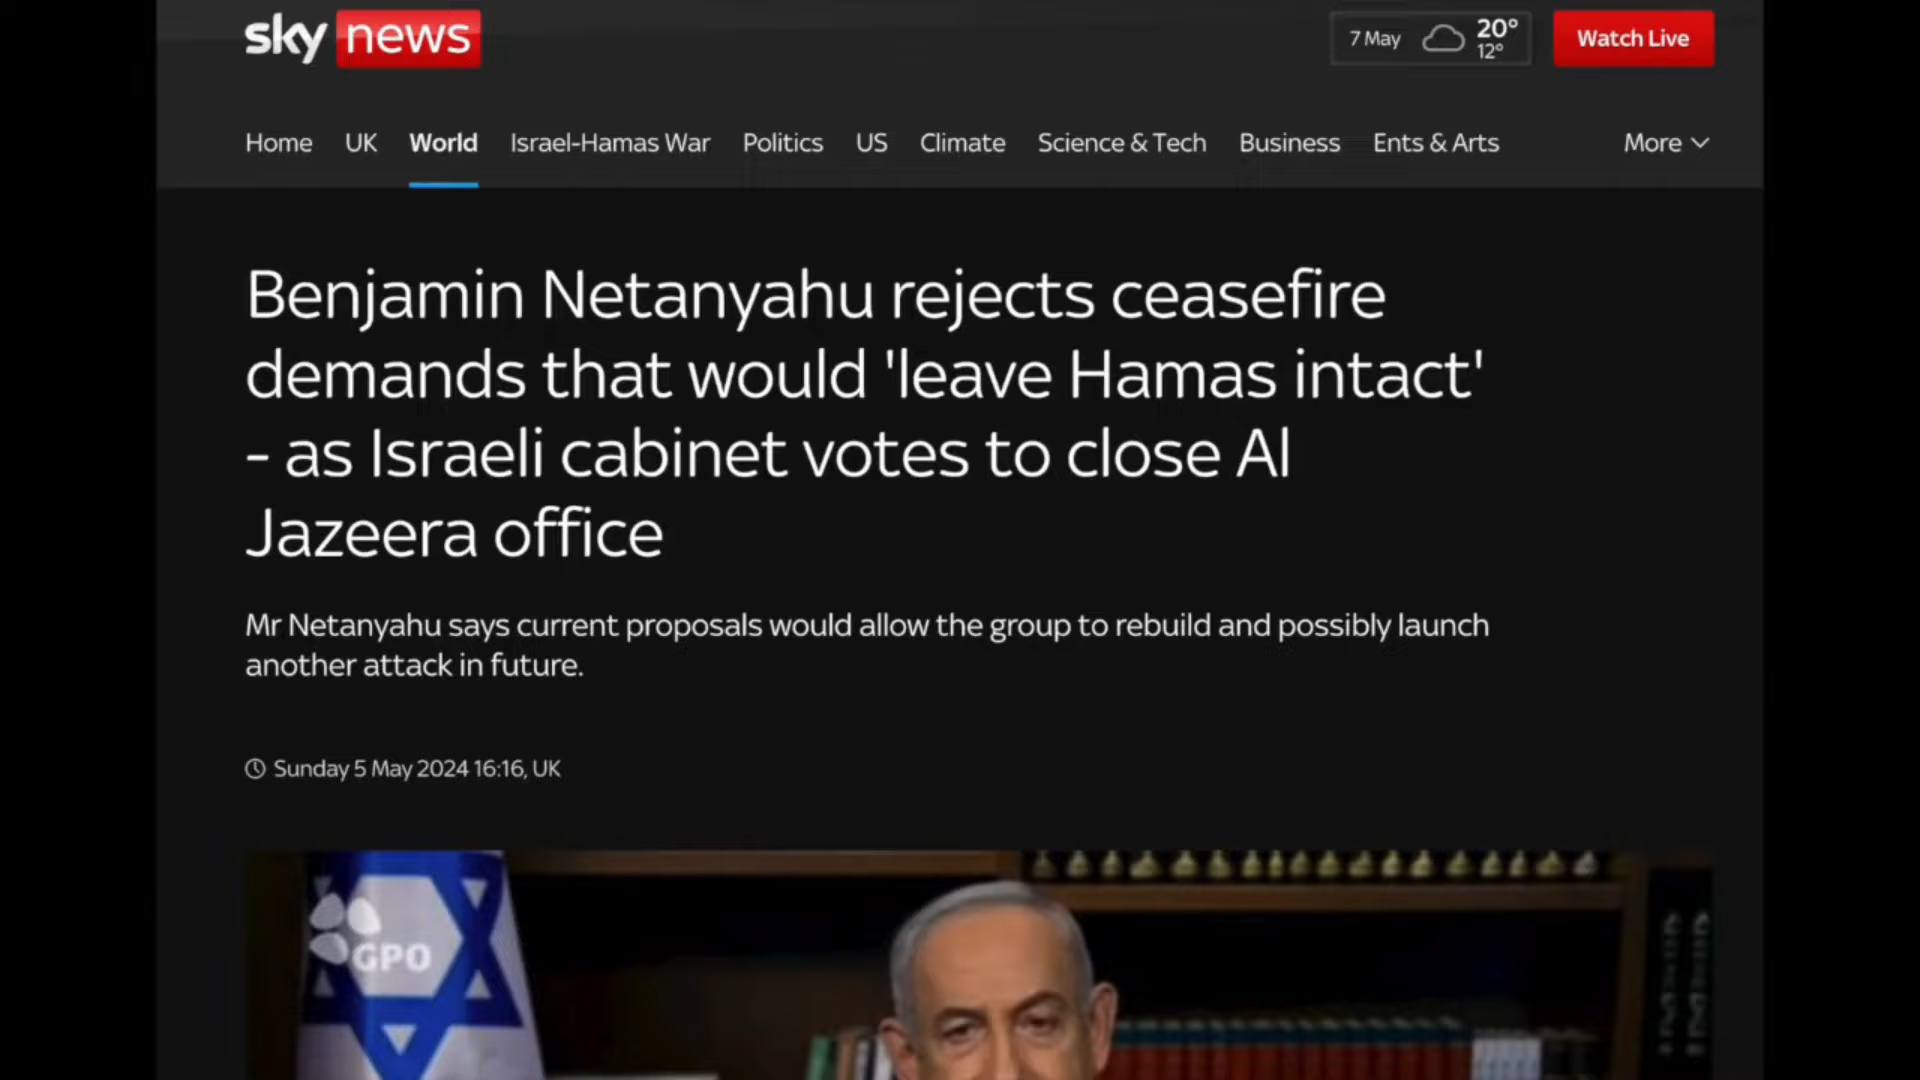 sky news
7 May 20°
12°
Watch Live
Home UK World Israel-Hamas War Politics US Climate Science & Tech Business Ents & Arts More
Benjamin Netanyahu rejects ceasefire
demands that would 'leave Hamas intact'
- as Israeli cabinet votes to close Al
Jazeera office
Mr Netanyahu says current proposals would allow the group to rebuild and possibly launch
another attack in future.
Sunday 5 May 2024 16:16, UK
GPO